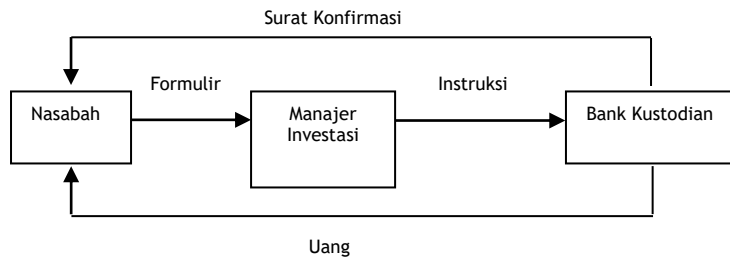 Surat Konfirmasi
Formulir
Instruksi
Nasabah
Manajer
Investasi
Bank Kustodian
Uang